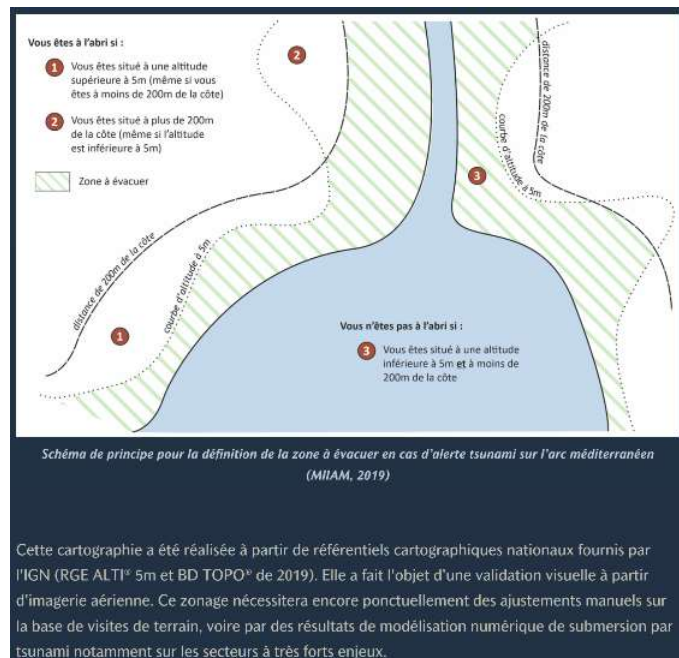 Vous êtes à l'abri si :
1 Vous êtes situé à une altitude
supérieure à 5m (même si vous
êtes à moins de 200m de la côte)
2 Vous êtes situé à plus de 200m
de la côte (même si l'altitude
est inférieure à 5m)
Zone à évacuer
2
distance de 200m de la côte
courbe d'altitude à 5m
3
distance de 200m de la côte
courbe d'altitude à 5m
1
Vous n'êtes pas à l'abri si :
3 Vous êtes situé à une altitude
inférieure à 5m et à moins de
200m de la côte
Schéma de principe pour la définition de la zone à évacuer en cas d'alerte tsunami sur l'arc méditerranéen
(MIIAM, 2019)
Cette cartographie a été réalisée à partir de référentiels cartographiques nationaux fournis par
l'IGN (RGE ALTI® 5m et BD TOPO® de 2019). Elle a fait l'objet d'une validation visuelle à partir
d'imagerie aérienne. Ce zonage nécessitera encore ponctuellement des ajustements manuels sur
la base de visites de terrain, voire par des résultats de modélisation numérique de submersion par
tsunami notamment sur les secteurs à très forts enjeux.